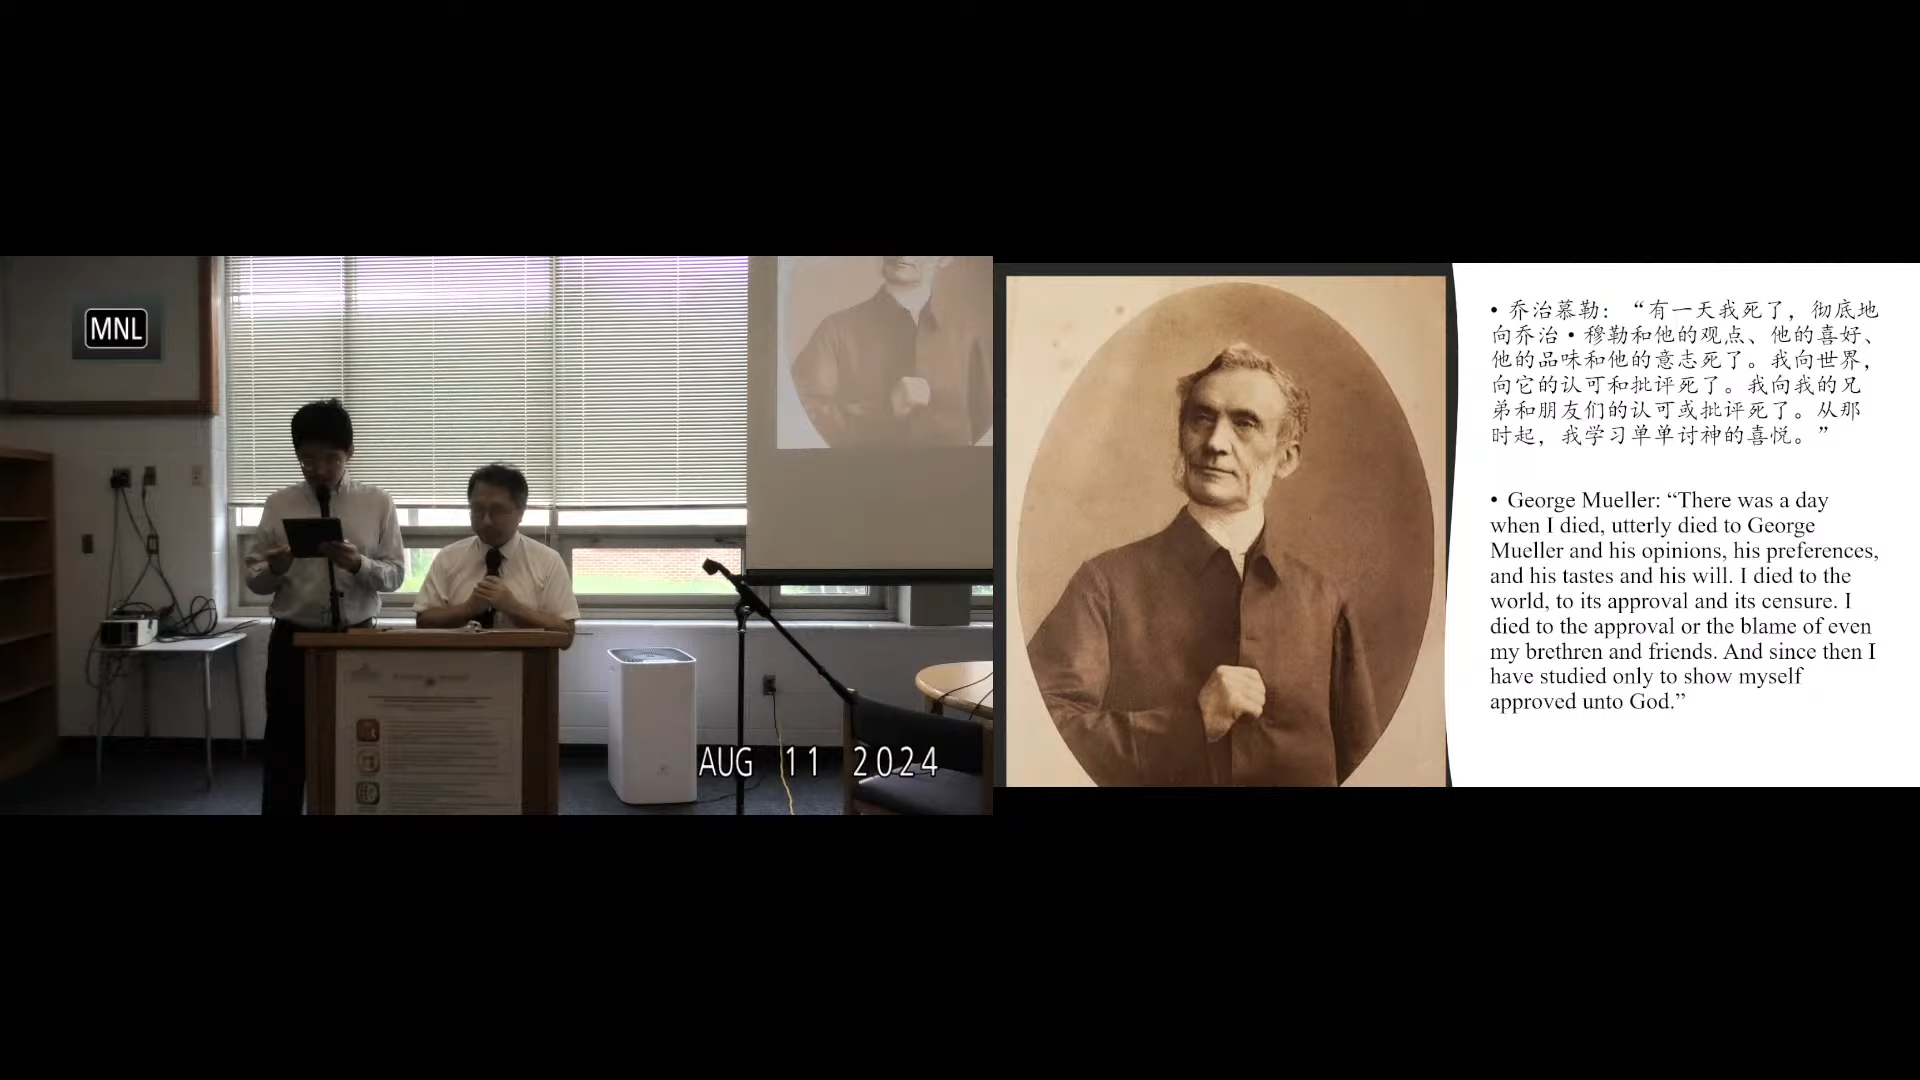 MNL
AUG 11 2024
• 乔治慕勒：“有一天我死了，彻底地
向乔治•穆勒和他的观点、他的喜好、
他的品味和他的意志死了。我向世界，
向它的认可和批评死了。我向我的兄
弟和朋友们的认可或批评死了。从那
时起，我学习单单讨神的喜悦。”
• George Mueller: “There was a day
when I died, utterly died to George
Mueller and his opinions, his preferences,
and his tastes and his will. I died to the
world, to its approval and its censure. I
died to the approval or the blame of even
my brethren and friends. And since then I
have studied only to show myself
approved unto God.”